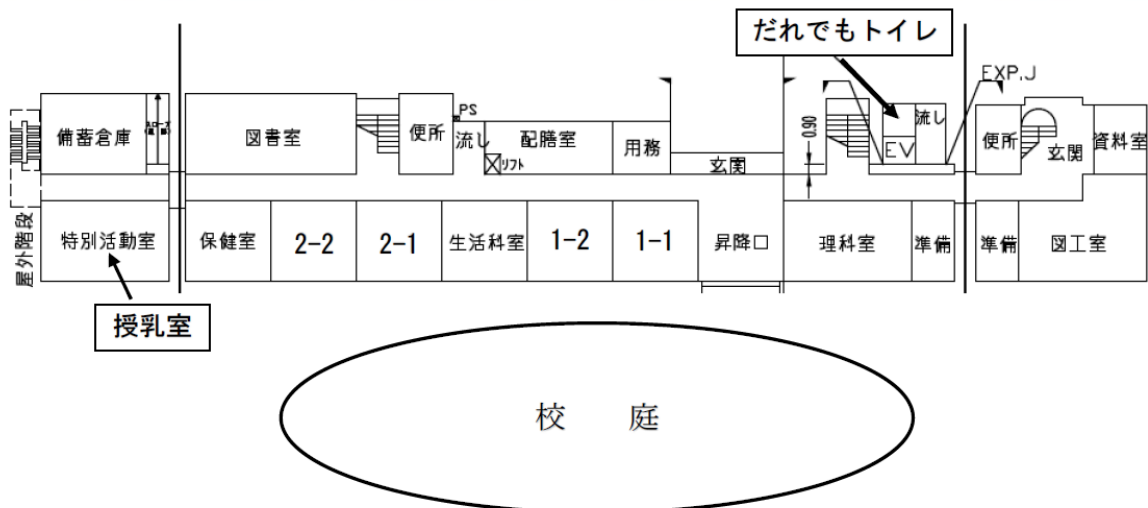 だれでもトイレ
EXP.J
備蓄倉庫
図書室
便所
PS
流し
配膳室
リフト
用務
玄関
0.90
EV
流し
便所
玄関
資料室
屋外階段
特別活動室
保健室
2-2
2-1
生活科室
1-2
1-1
昇降口
理科室
準備
準備
図工室
授乳室
校 庭